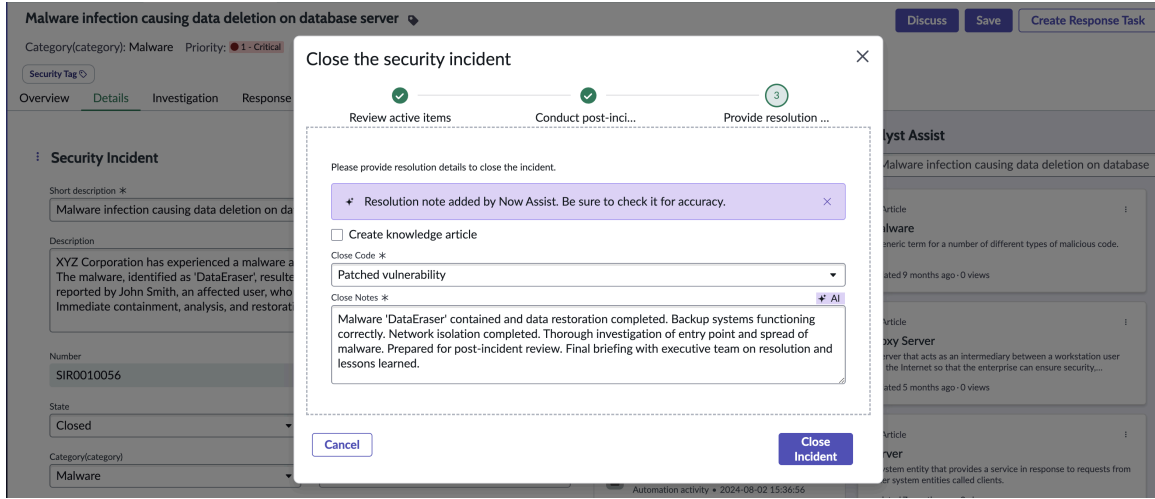 Malware infection causing data deletion on database server
Discuss
Save
Create Response Task
Category(category): Malware Priority: 1 - Critical
Security Tag
Overview Details Investigation Response
Close the security incident
3
Review active items
Conduct post-inci...
Provide resolution ...
Please provide resolution details to close the incident.
Resolution note added by Now Assist. Be sure to check it for accuracy.
Create knowledge article
Close Code *
Patched vulnerability
Close Notes *
AI
Malware 'DataEraser' contained and data restoration completed. Backup systems functioning
correctly. Network isolation completed. Thorough investigation of entry point and spread of
malware. Prepared for post-incident review. Final briefing with executive team on resolution and
lessons learned.
Cancel
Close
Incident
Security Incident
Short description *
Malware infection causing data deletion on da
Description
XYZ Corporation has experienced a malware a
The malware, identified as 'DataEraser', resulte
reported by John Smith, an affected user, who
Immediate containment, analysis, and restorati
Number
SIR0010056
State
Closed
Category(category)
Malware
Automation activity • 2024-08-02 15:36:56
lyst Assist
Malware infection causing data deletion on database
Article
lware
eneric term for a number of different types of malicious code.
ated 9 months ago · 0 views
Article
oxy Server
erver that acts as an intermediary between a workstation user
the Internet so that the enterprise can ensure security,...
ated 5 months ago · 0 views
Article
rver
ystem entity that provides a service in response to requests from
er system entities called clients.